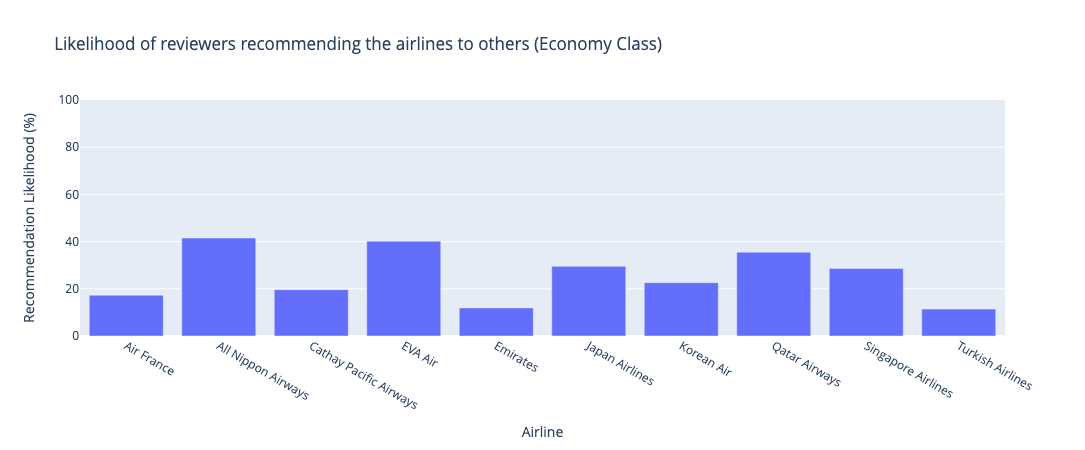 Likelihood of reviewers recommending the airlines to others (Economy Class)
Recommendation Likelihood (%)
100
80
60
40
20
0
Air France
All Nippon Airways
Cathay Pacific Airways
EVA Air
Emirates
Japan Airlines
Korean Air
Qatar Airways
Singapore Airlines
Turkish Airlines
Airline